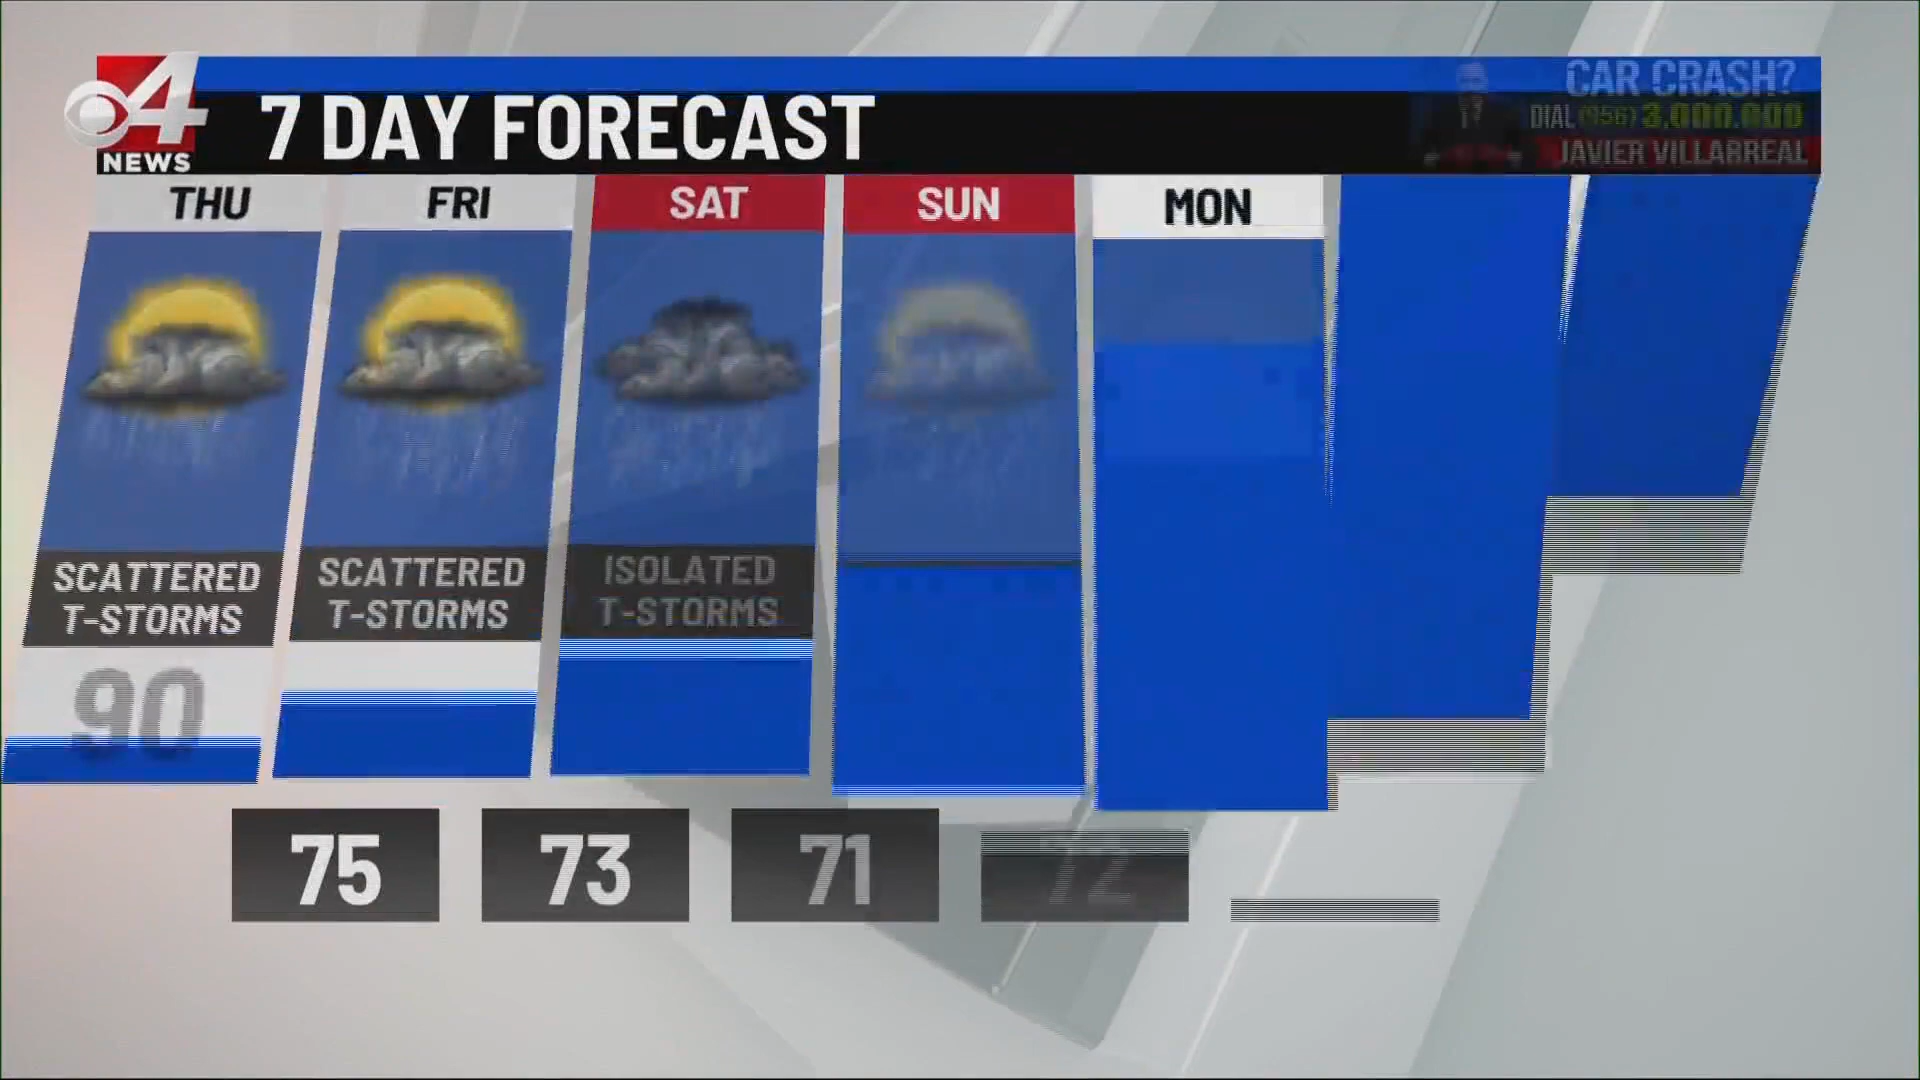 4
NEWS
7 DAY FORECAST
CAR CRASH?
DIAL (956) 3.000.000
JAVIER VILLARREAL
THU
FRI
SAT
SUN
MON
SCATTERED
T-STORMS
SCATTERED
T-STORMS
ISOLATED
T-STORMS
90
75
73
71
72